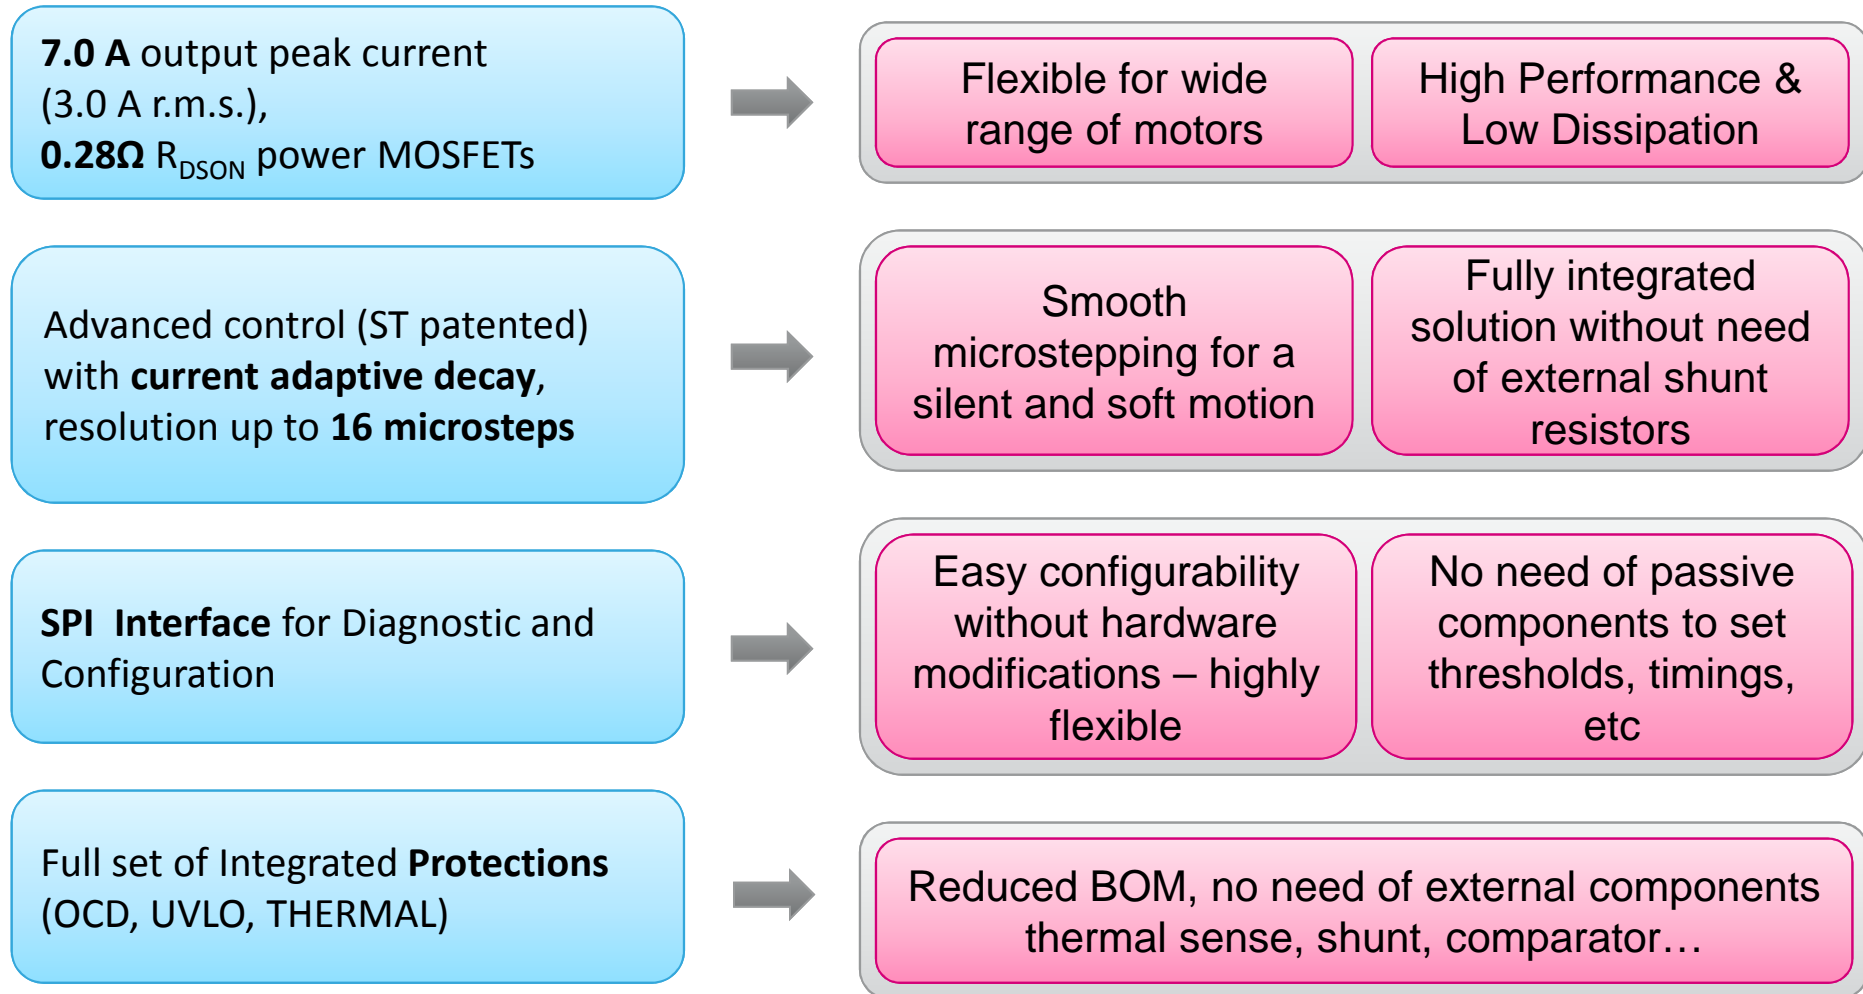 7.0 A output peak current
(3.0 A r.m.s.),
0.28Ω RDSON power MOSFETs
Flexible for wide
range of motors
High Performance &
Low Dissipation
Advanced control (ST patented)
with current adaptive decay,
resolution up to 16 microsteps
Smooth
microstepping for a
silent and soft motion
Fully integrated
solution without need
of external shunt
resistors
SPI  Interface for Diagnostic and
Configuration
Easy configurability
without hardware
modifications – highly
flexible
No need of passive
components to set
thresholds, timings,
etc
Full set of Integrated Protections
(OCD, UVLO, THERMAL)
Reduced BOM, no need of external components
thermal sense, shunt, comparator…